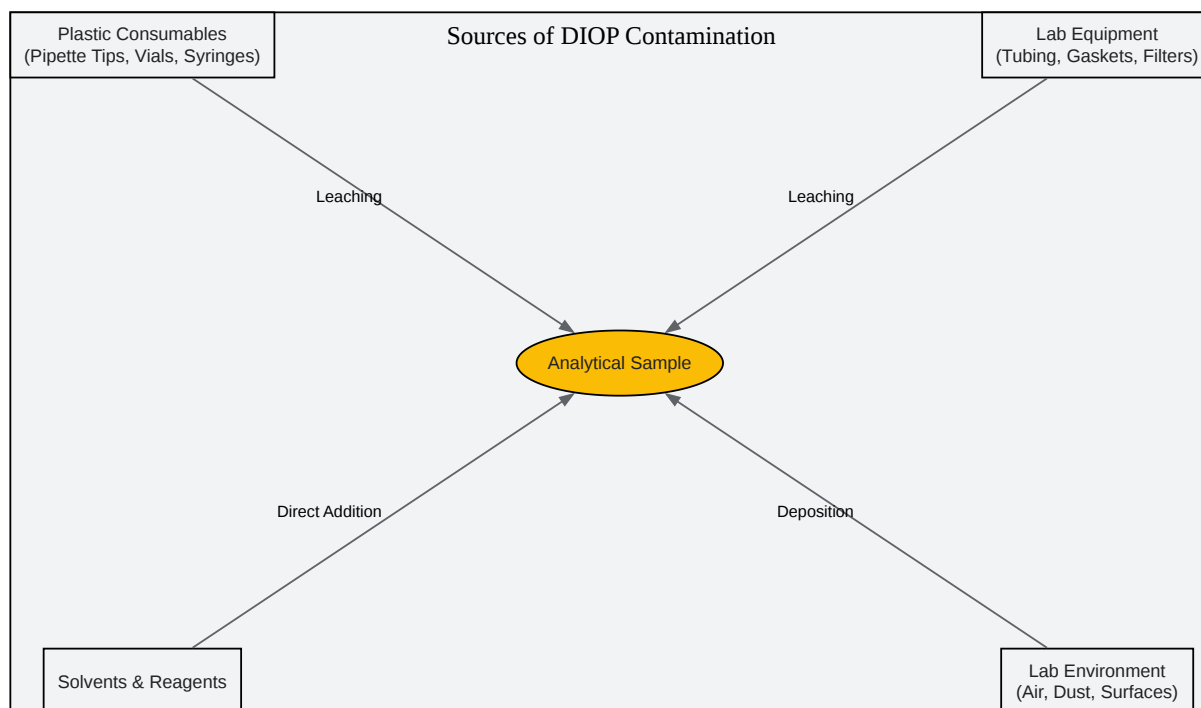 Sources of DIOP Contamination
Plastic Consumables
(Pipette Tips, Vials, Syringes)
Lab Equipment
(Tubing, Gaskets, Filters)
Leaching
Leaching
Analytical Sample
Direct Addition
Deposition
Solvents & Reagents
Lab Environment
(Air, Dust, Surfaces)